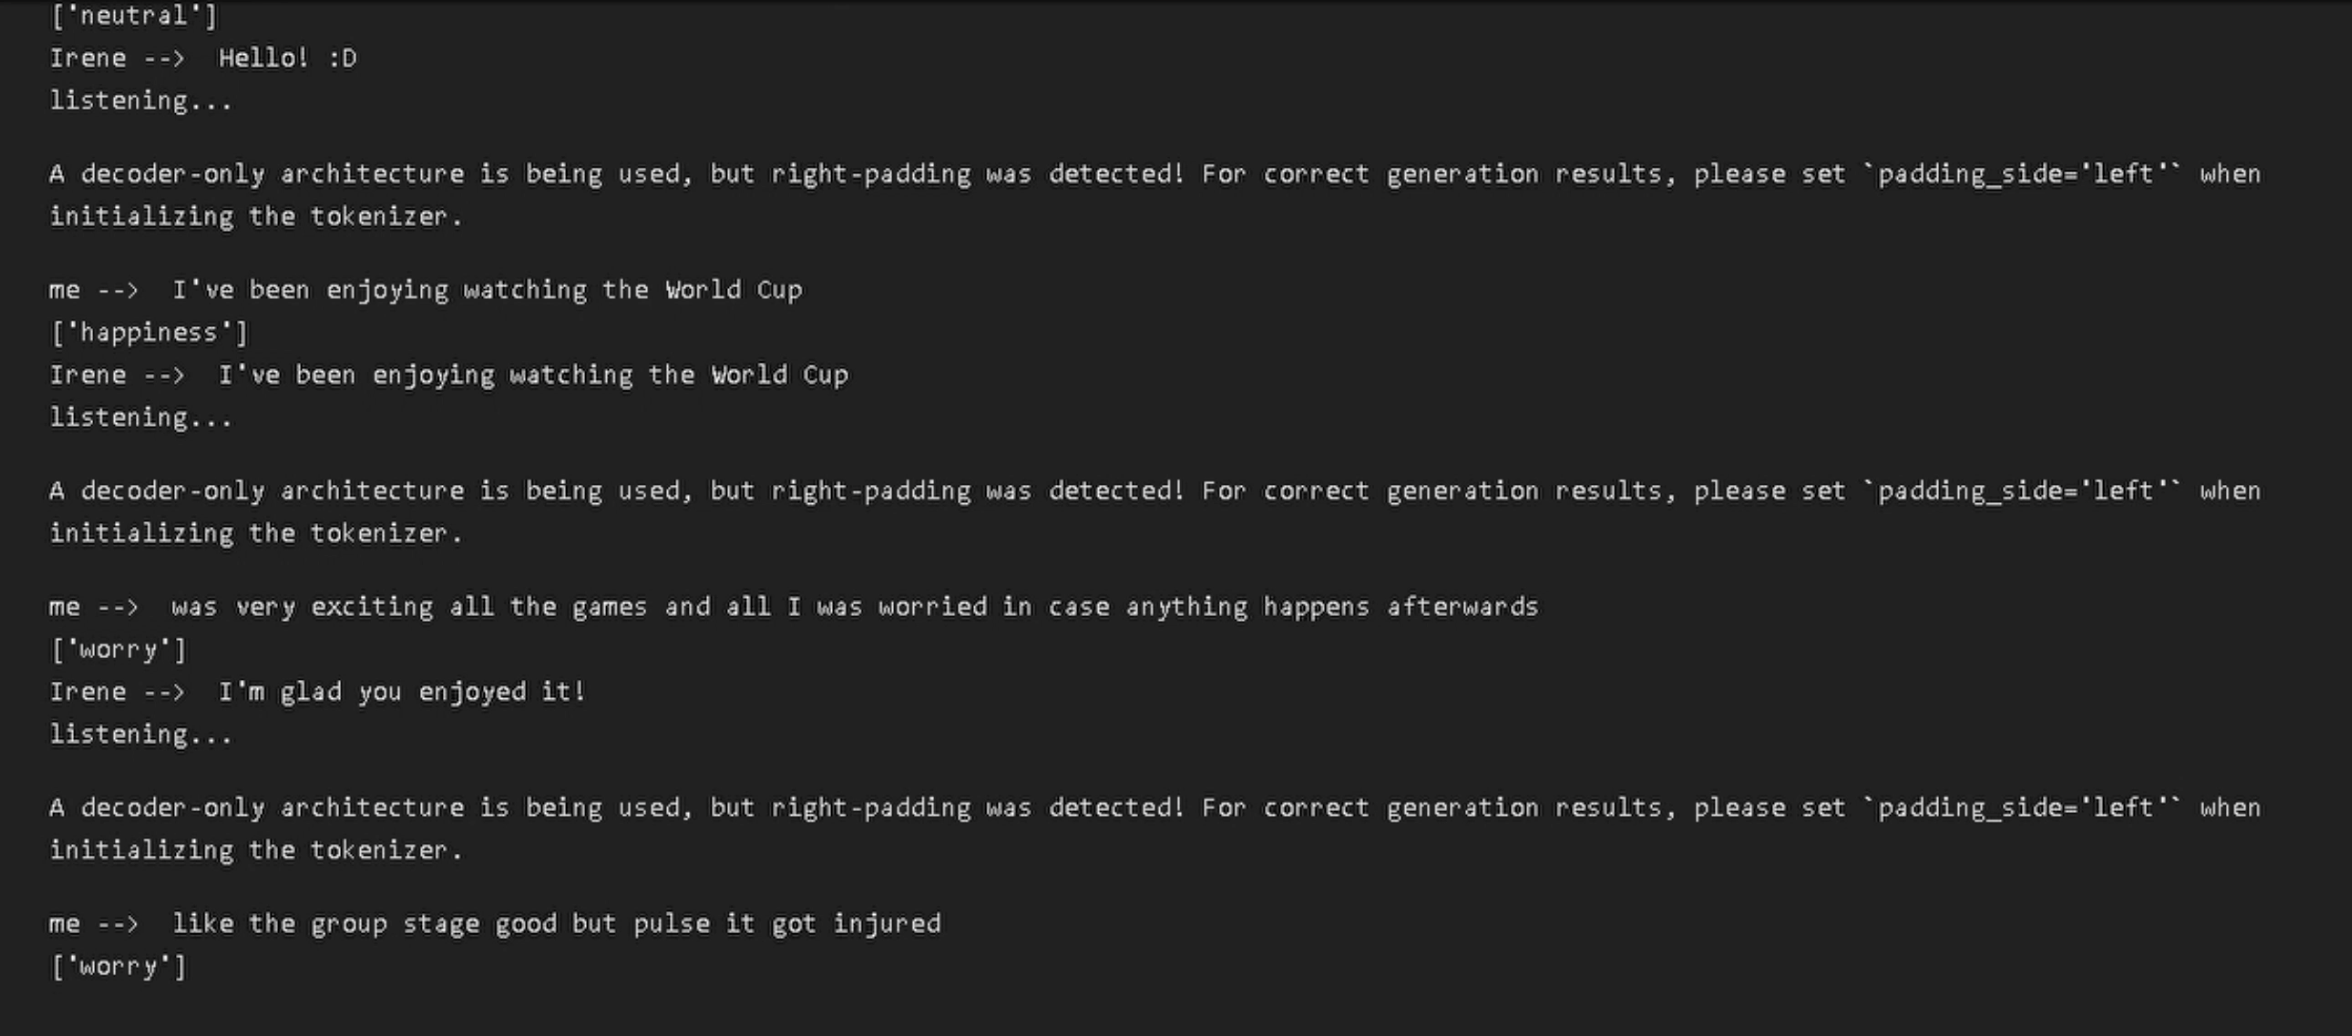 ['neutral']
Irene -->  Hello! :D
listening...
A decoder-only architecture is being used, but right-padding was detected! For correct generation results, please set `padding_side='left'` when
initializing the tokenizer.
me -->  I've been enjoying watching the World Cup
['happiness']
Irene -->  I've been enjoying watching the World Cup
listening...
A decoder-only architecture is being used, but right-padding was detected! For correct generation results, please set `padding_side='left'` when
initializing the tokenizer.
me -->  was very exciting all the games and all I was worried in case anything happens afterwards
['worry']
Irene -->  I'm glad you enjoyed it!
listening...
A decoder-only architecture is being used, but right-padding was detected! For correct generation results, please set `padding_side='left'` when
initializing the tokenizer.
me -->  like the group stage good but pulse it got injured
['worry']